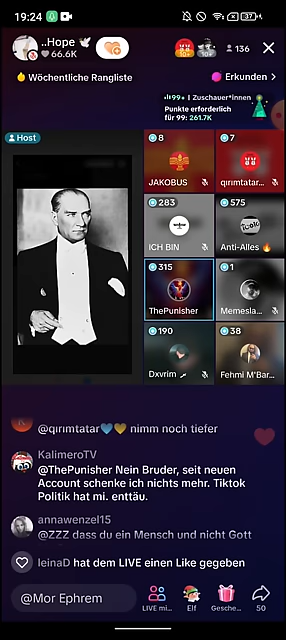 19:24
37
..Hope 🕊
66.6K
10+
10+
136
Wöchentliche Rangliste
Erkunden >
99+ | Zuschauer*innen
Punkte erforderlich
für 99: 261.7K
Host
8
JAKOBUS
7
qırımtatar...
283
ICH BIN
575
Anti-Alles 🔥
315
ThePunisher
1
Memesla...
190
Dxvrim
38
Fehmi M'Bar...
@qırımtatar💙💛 nimm noch tiefer
KalimeroTV
@ThePunisher Nein Bruder, seit neuen
Account schenke ich nichts mehr. Tiktok
Politik hat mi. enttäu.
annawenzel15
@ZZZ dass du ein Mensch und nicht Gott
leinaD hat dem LIVE einen Like gegeben
@Mor Ephrem
LIVE mi...
Elf
Gesche...
50